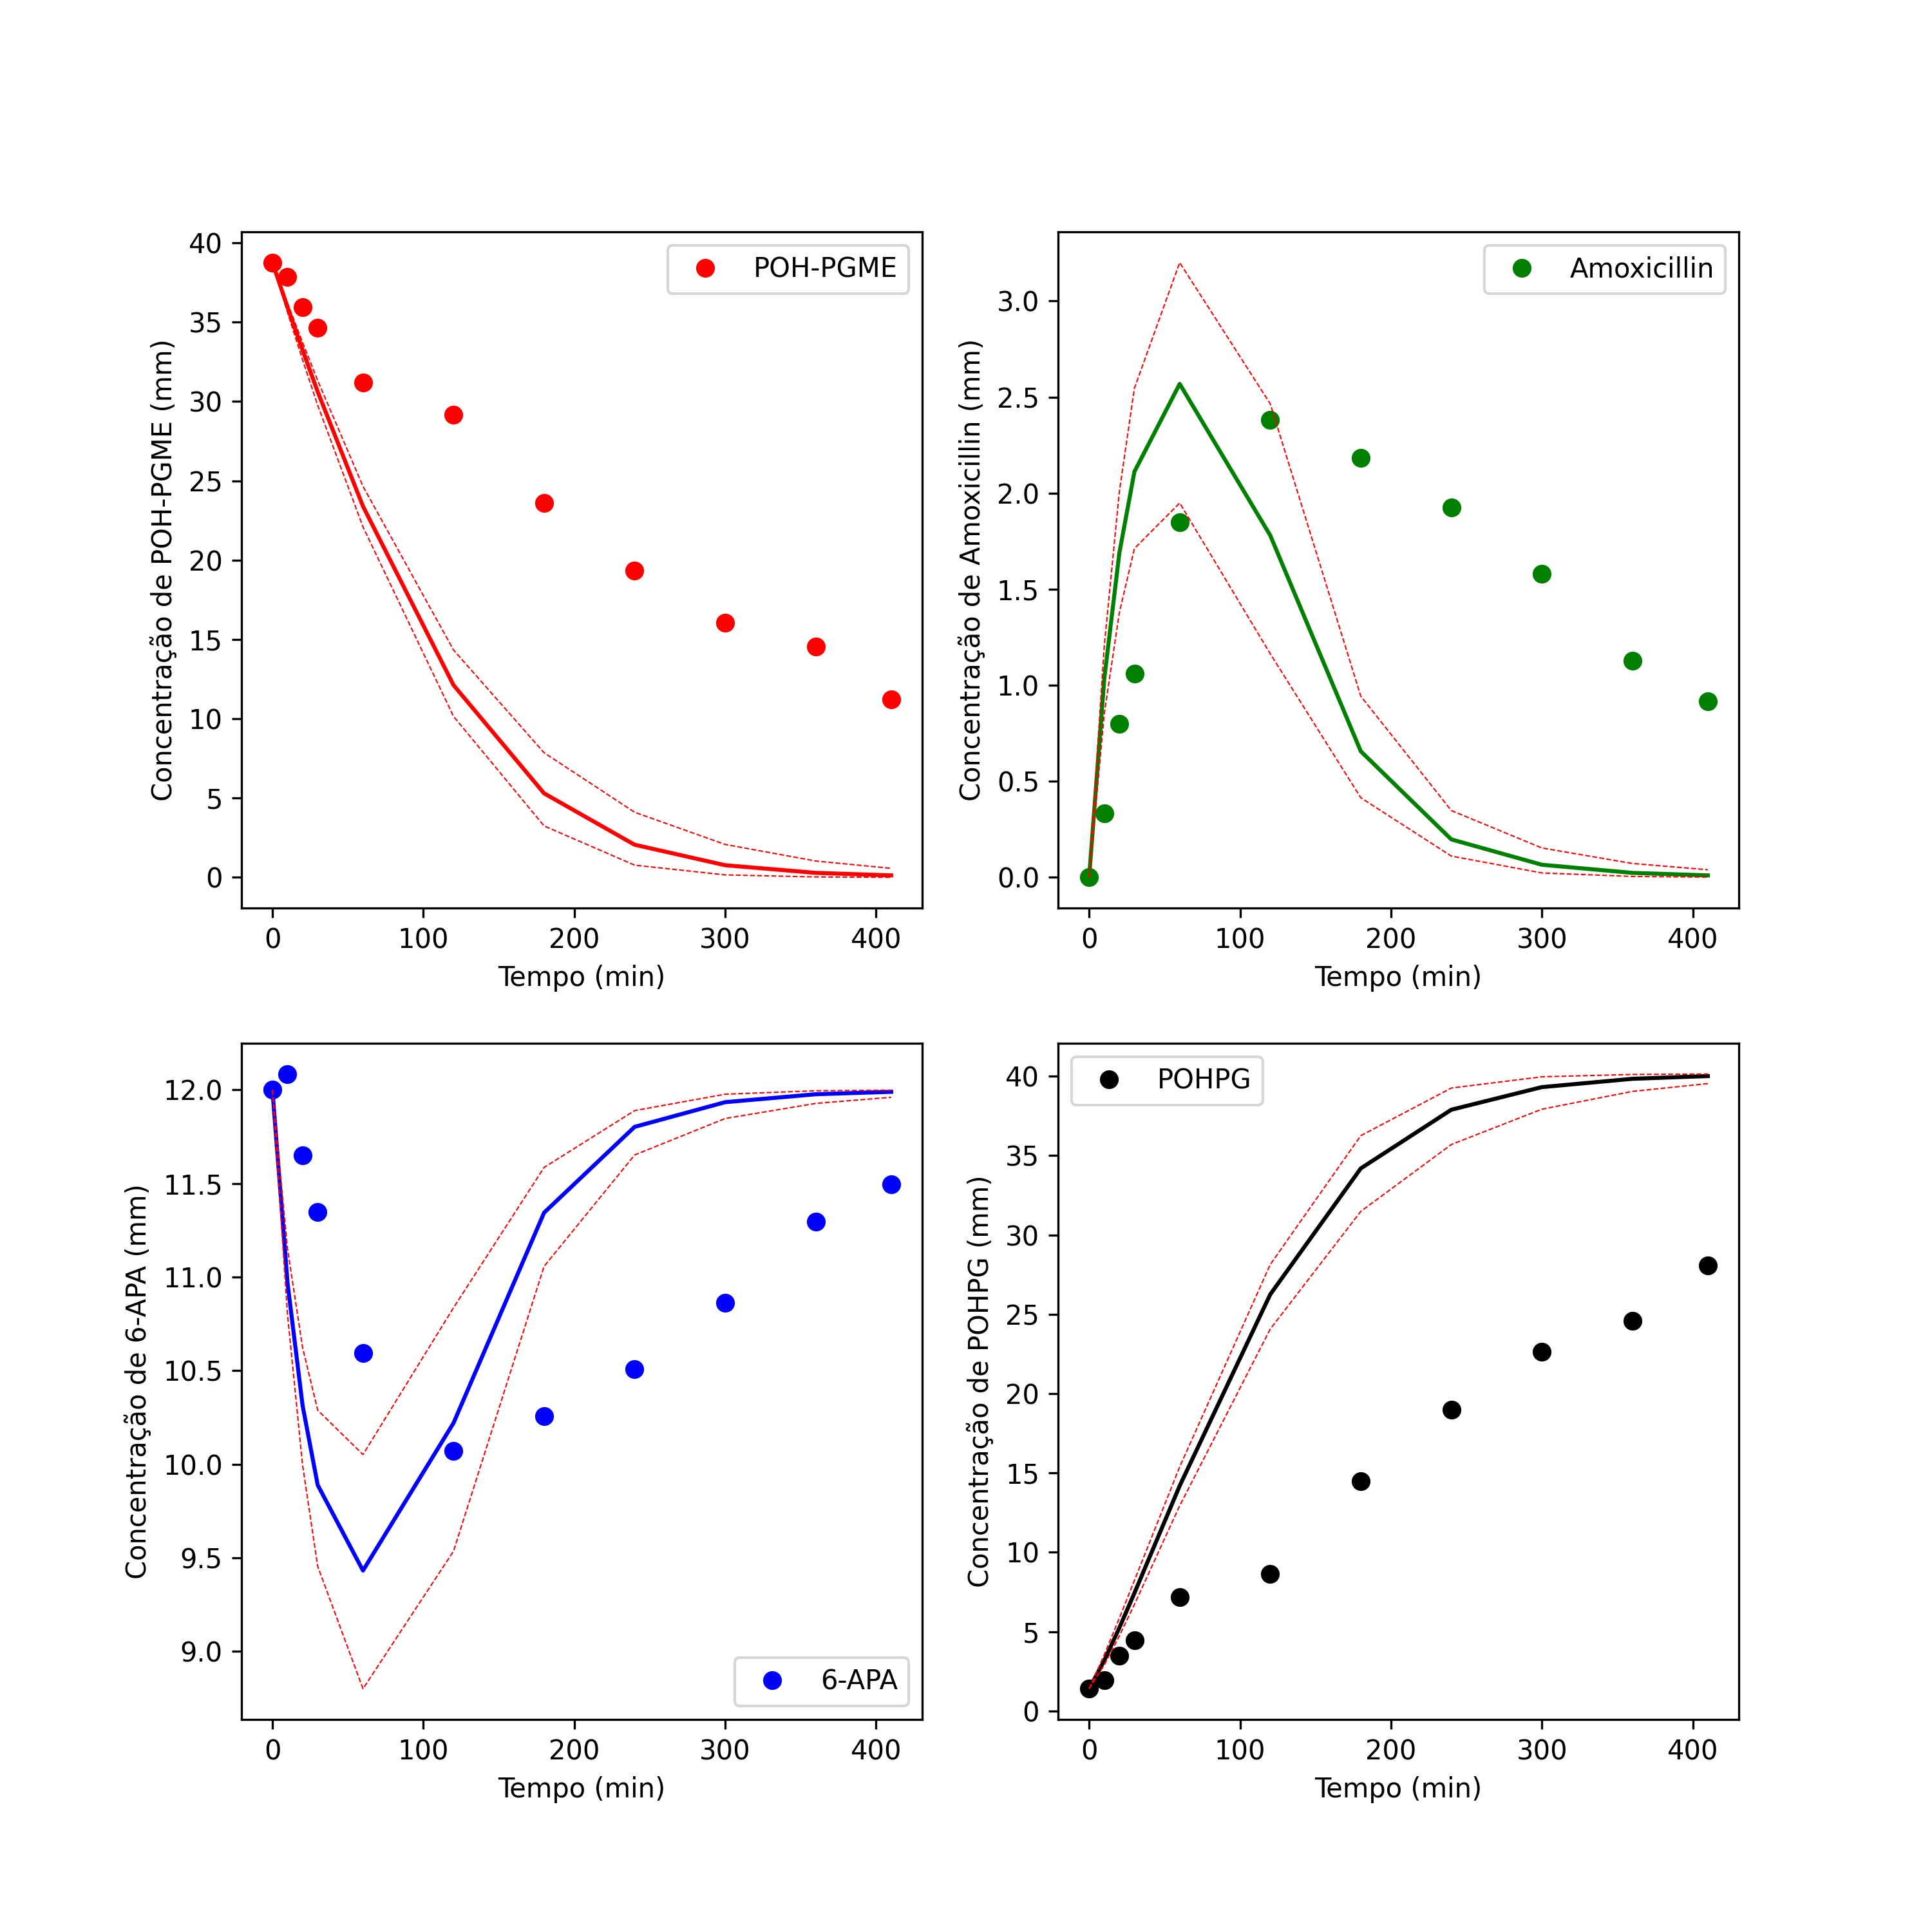 Concentração de POH-PGME (mm)
40
35
30
25
20
15
10
5
0
POH-PGME
0 100 200 300 400
Tempo (min)
Concentração de Amoxicillin (mm)
3.0
2.5
2.0
1.5
1.0
0.5
0.0
Amoxicillin
0 100 200 300 400
Tempo (min)
Concentração de 6-APA (mm)
12.0
11.5
11.0
10.5
10.0
9.5
9.0
6-APA
0 100 200 300 400
Tempo (min)
Concentração de POHPG (mm)
40
35
30
25
20
15
10
5
0
POHPG
0 100 200 300 400
Tempo (min)